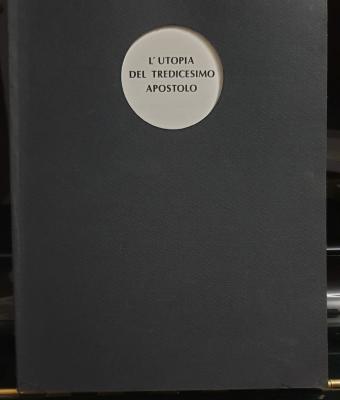 L'UTOPIA
DEL TREDICESIMO
APOSTOLO